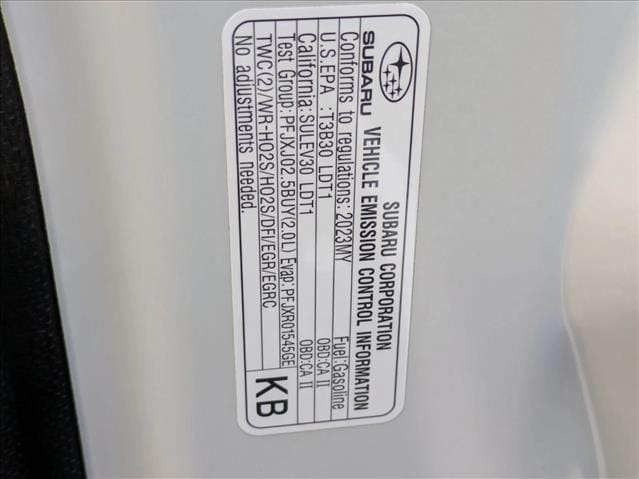 SUBARU CORPORATION
SUBARU VEHICLE EMISSION CONTROL INFORMATION
Conforms to regulations: 2023MY Fuel:Gasoline
U.S.EPA :T3B30 LDT1 OBD:CA II
California:SULEV30 LDT1 OBD:CA II
Test Group:PFJXJ02.5BUY(2.0L) Evap:PFJXR01545GE
TWC(2)/WR-HO2S/HO2S/DFI/EGR/EGRC
No adjustments needed.
KB